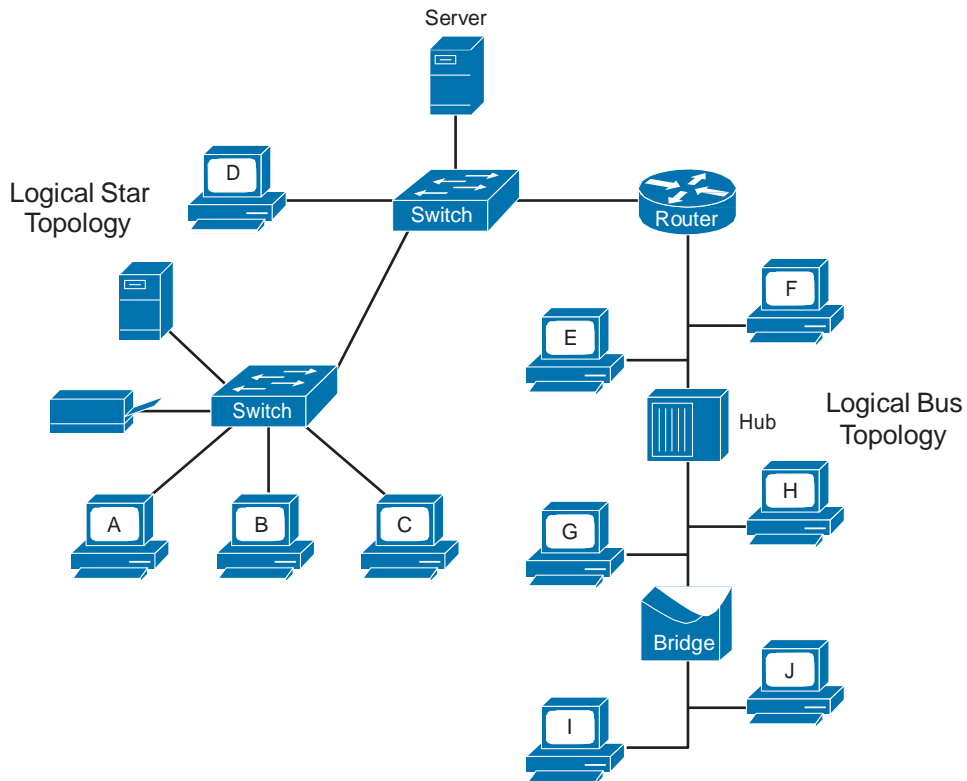 Server
D
Logical Star
Topology
Switch
Router
F
E
Switch
Hub
Logical Bus
Topology
A
B
C
G
H
Bridge
J
I